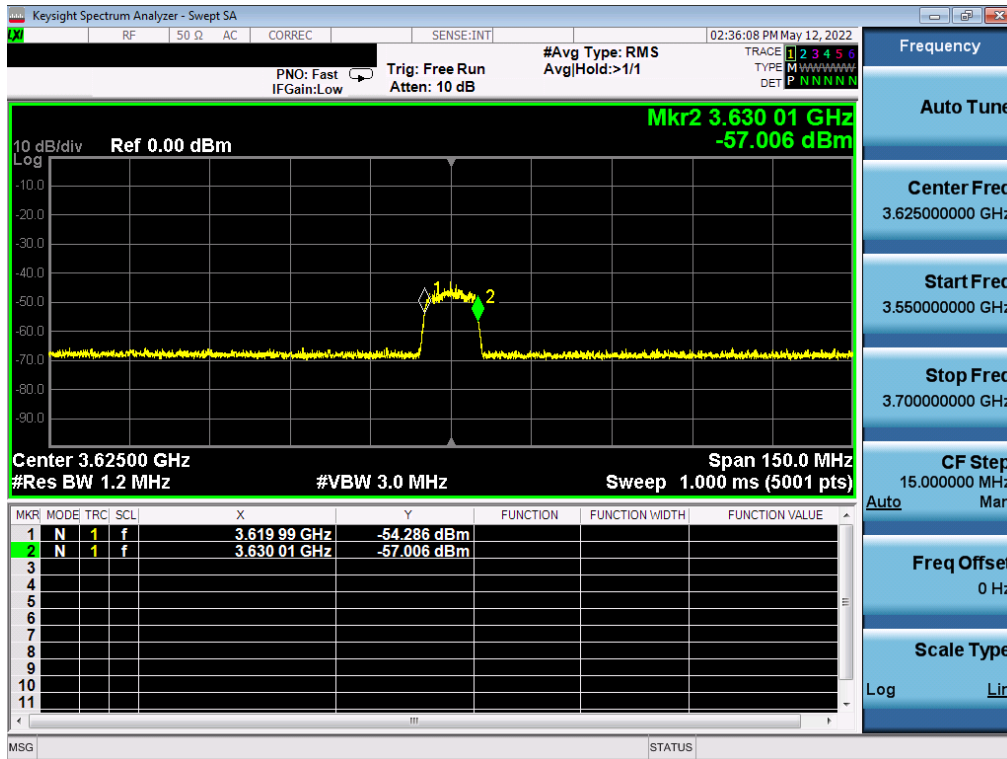 Keysight Spectrum Analyzer - Swept SA
LXI RF 50 Ω AC CORREC SENSE:INT 02:36:08 PM May 12, 2022
PNO: Fast
IFGain:Low
Trig: Free Run
Atten: 10 dB
#Avg Type: RMS
Avg|Hold:>1/1
TRACE 1 2 3 4 5 6
TYPE M WWWWW
DET P N N N N N
Mkr2 3.630 01 GHz
-57.006 dBm
10 dB/div Ref 0.00 dBm
Log
-10.0
-20.0
-30.0
-40.0
-50.0
-60.0
-70.0
-80.0
-90.0
1
2
Center 3.62500 GHz Span 150.0 MHz
#Res BW 1.2 MHz #VBW 3.0 MHz Sweep 1.000 ms (5001 pts)
MKR MODE TRC SCL X Y FUNCTION FUNCTION WIDTH FUNCTION VALUE
1 N 1 f 3.619 99 GHz -54.286 dBm
2 N 1 f 3.630 01 GHz -57.006 dBm
3
4
5
6
7
8
9
10
11
MSG STATUS
Frequency
Auto Tune
Center Freq
3.625000000 GHz
Start Freq
3.550000000 GHz
Stop Freq
3.700000000 GHz
CF Step
15.000000 MHz
Auto Man
Freq Offset
0 Hz
Scale Type
Log Lin